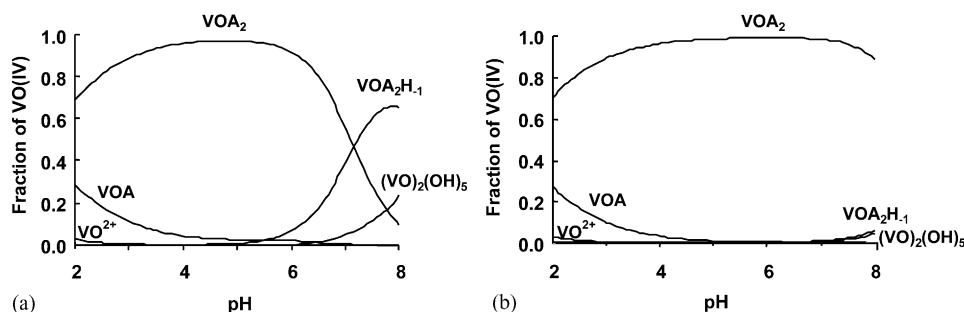 VOA₂
1.0
0.8
0.6
0.4
0.2
0.0
Fraction of VO(IV)
VOA₂H₋₁
(VO)₂(OH)₅
VOA
VO²⁺
2
4
6
8
pH
(a)
VOA₂
1.0
0.8
0.6
0.4
0.2
0.0
Fraction of VO(IV)
VOA
VO²⁺
VOA₂H₋₁
(VO)₂(OH)₅
2
4
6
8
pH
(b)